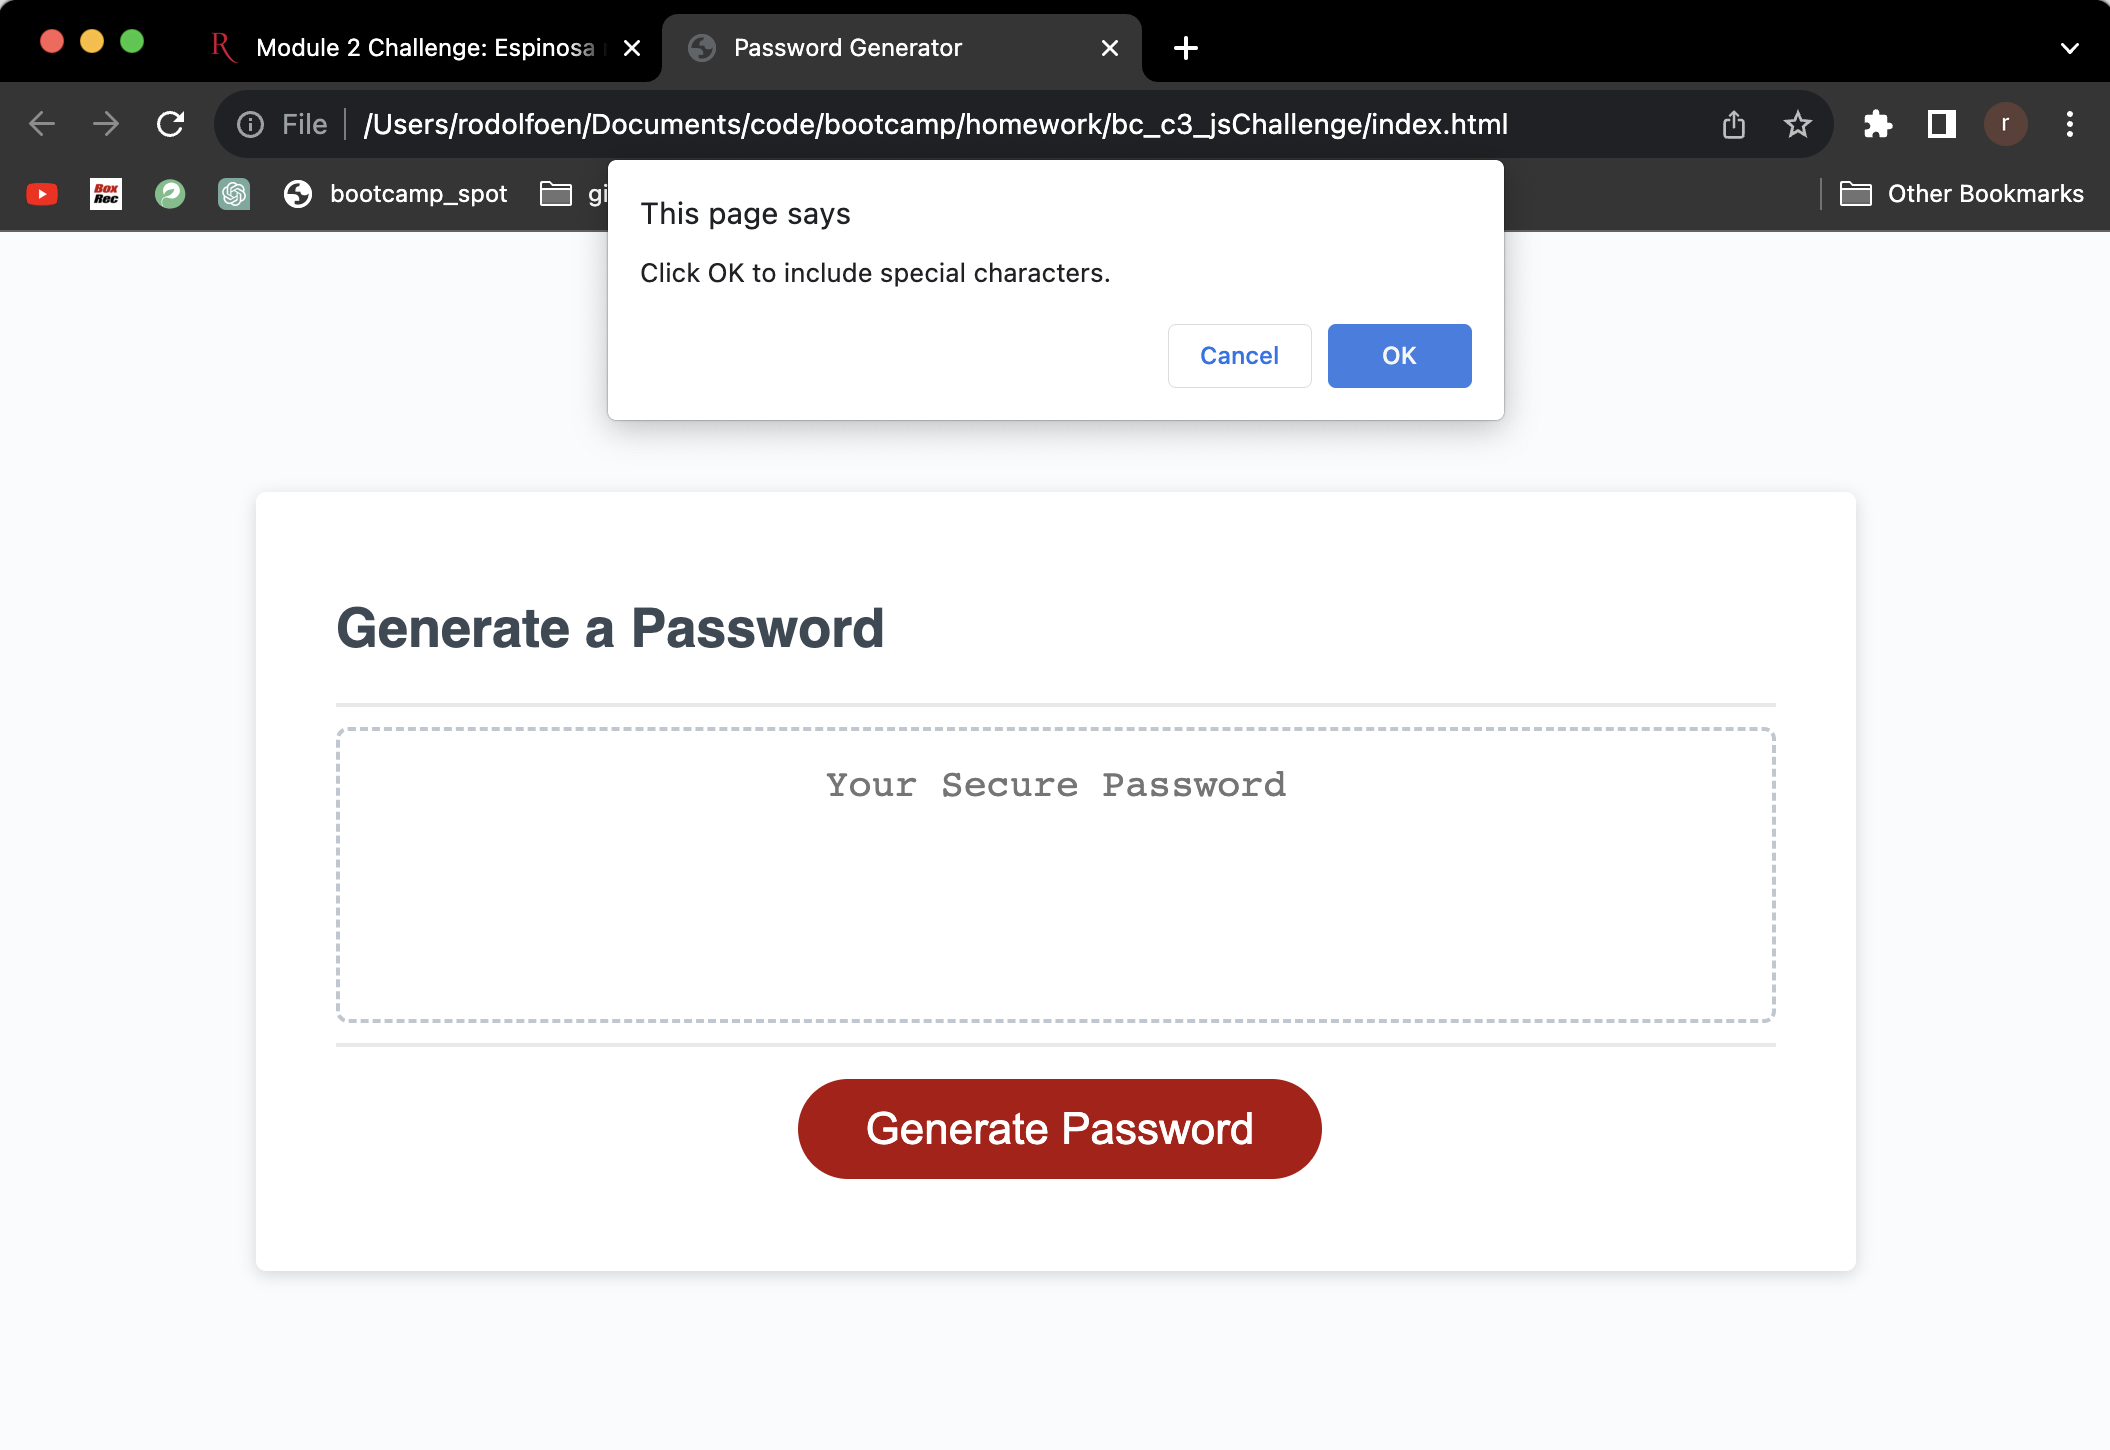 Module 2 Challenge: Espinosa
Password Generator
File
/Users/rodolfoen/Documents/code/bootcamp/homework/bc_c3_jsChallenge/index.html
r
Box
Rec
bootcamp_spot
gi
Other Bookmarks
This page says
Click OK to include special characters.
Cancel
OK
Generate a Password
Your Secure Password
Generate Password